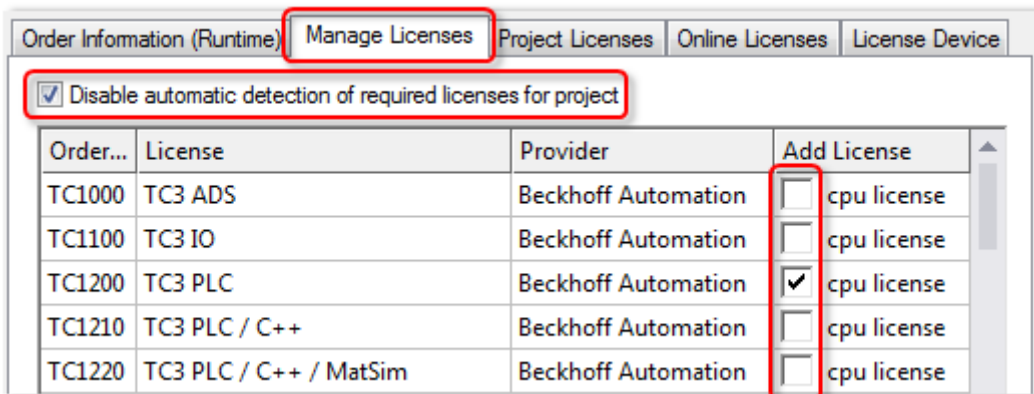 Order Information (Runtime) Manage Licenses Project Licenses Online Licenses License Device
Disable automatic detection of required licenses for project
Order... License Provider Add License
TC1000 TC3 ADS Beckhoff Automation cpu license
TC1100 TC3 IO Beckhoff Automation cpu license
TC1200 TC3 PLC Beckhoff Automation cpu license
TC1210 TC3 PLC / C++ Beckhoff Automation cpu license
TC1220 TC3 PLC / C++ / MatSim Beckhoff Automation cpu license